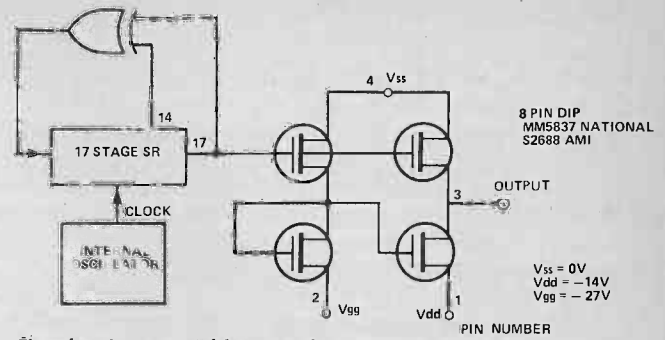 14
17 STAGE SR
17
CLOCK
INTERNAL
OSCILLATOR
4 Vss
8 PIN DIP
MM5837 NATIONAL
S2688 AMI
3
OUTPUT
2 Vgg
Vdd 1
PIN NUMBER
Vss = 0V
Vdd = −14V
Vgg = − 27V